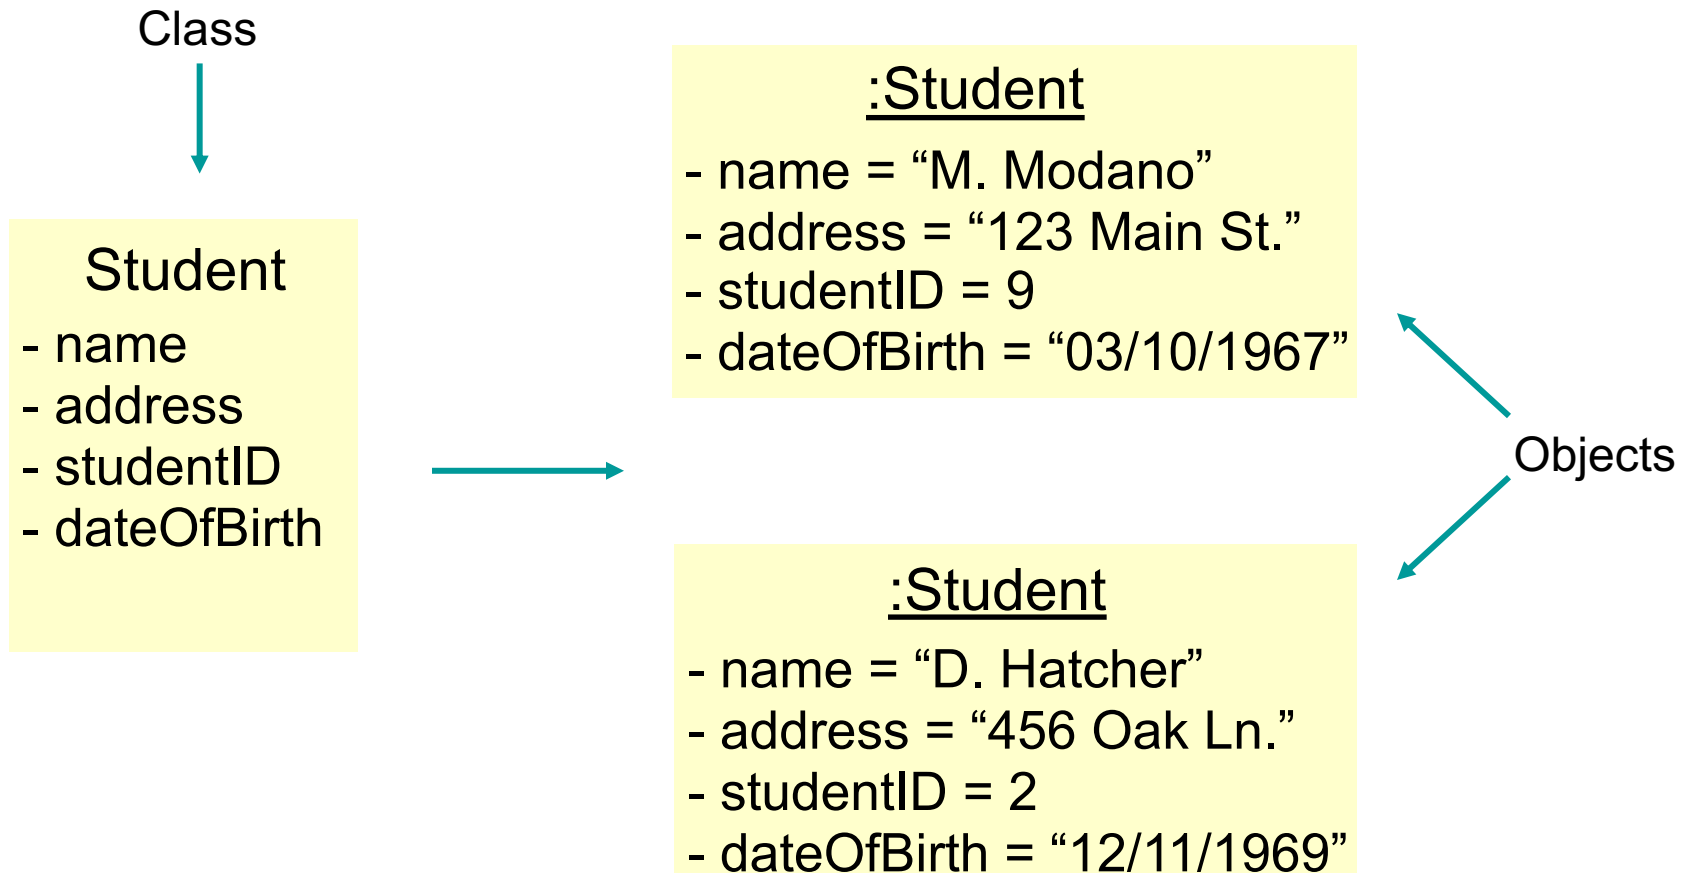 Class
Student
- name
- address
- studentID
- dateOfBirth
:Student
- name = “M. Modano”
- address = “123 Main St.”
- studentID = 9
- dateOfBirth = “03/10/1967”
Objects
:Student
- name = “D. Hatcher”
- address = “456 Oak Ln.”
- studentID = 2
- dateOfBirth = “12/11/1969”